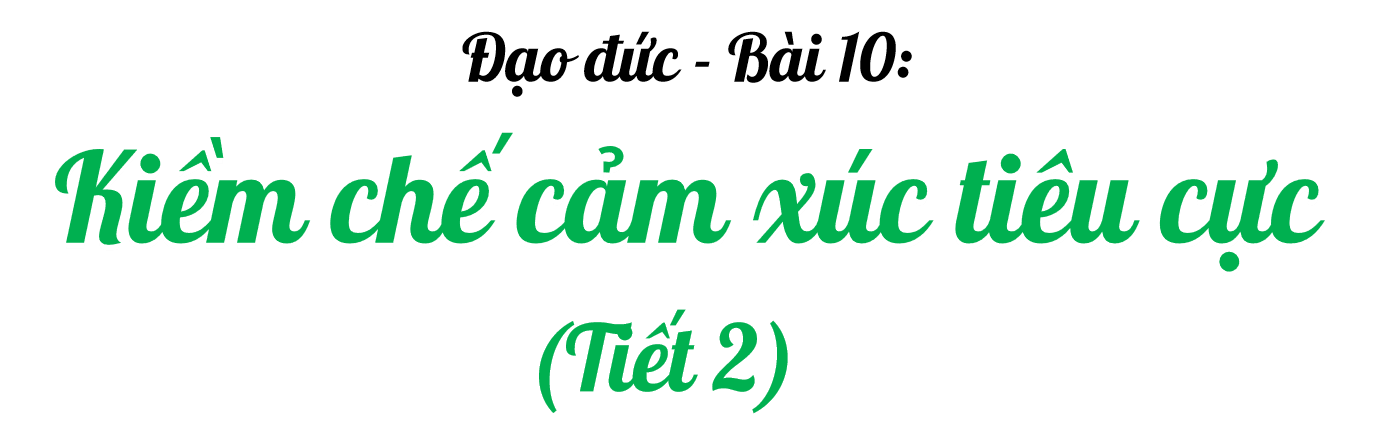 Đạo đức - Bài 10:
Kiềm chế cảm xúc tiêu cực
(Tiết 2)